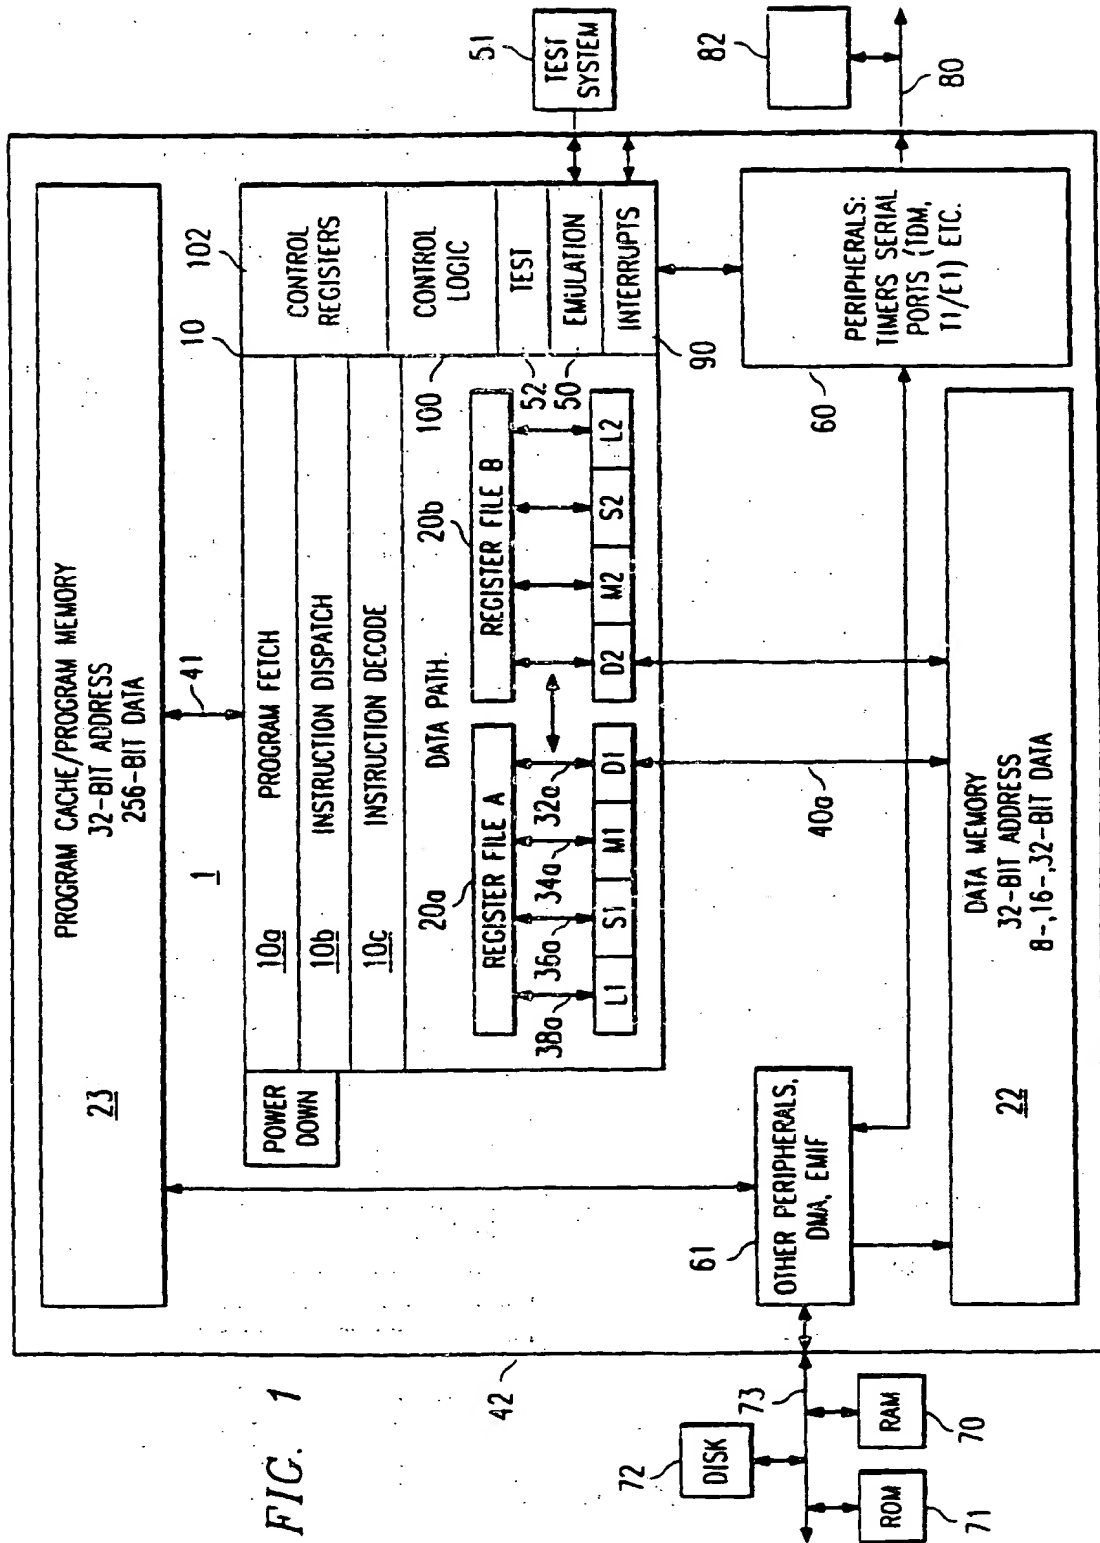 FIG. 1
PROGRAM CACHE/PROGRAM MEMORY
32-BIT ADDRESS
256-BIT DATA
23
1
41
10
102
POWER
DOWN
10a
PROGRAM FETCH
10b
INSTRUCTION DISPATCH
10c
INSTRUCTION DECODE
DATA PATH.
100
CONTROL
REGISTERS
CONTROL
LOGIC
TEST
EMULATION
INTERRUPTS
52
50
90
20a
REGISTER FILE A
20b
REGISTER FILE B
38a
36a
34a
32a
L1
S1
M1
D1
D2
M2
S2
L2
40a
51
TEST
SYSTEM
82
80
60
PERIPHERALS:
TIMERS SERIAL
PORTS (TDM,
T1/E1) ETC.
61
OTHER PERIPHERALS,
DMA, EMIF
DATA MEMORY
32-BIT ADDRESS
8-,16-,32-BIT DATA
22
42
72
DISK
73
RAM
70
ROM
71